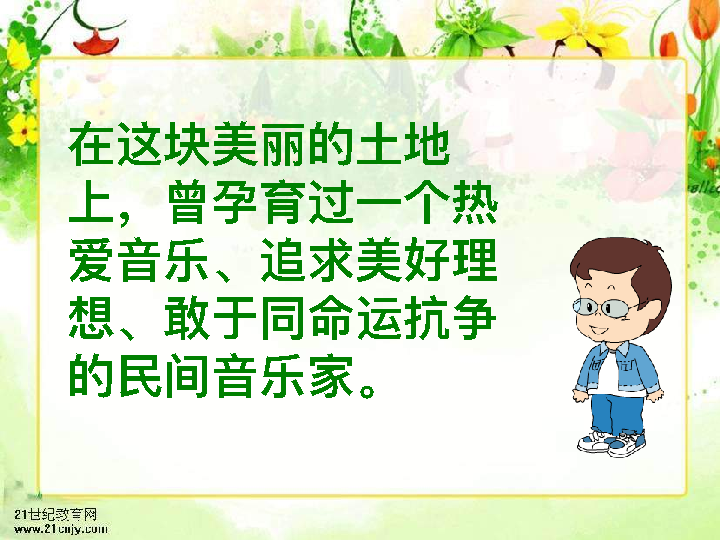 在这块美丽的土地
上，曾孕育过一个热
爱音乐、追求美好理
想、敢于同命运抗争
的民间音乐家。
21世纪教育网
www.21cnjy.com